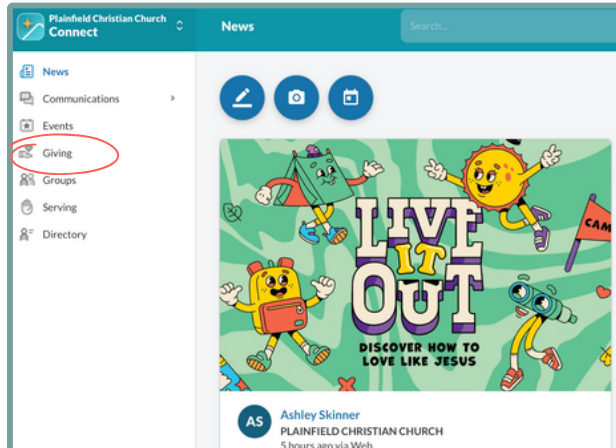 Plainfield Christian Church
Connect
News
Search...
News
Communications
Events
Giving
Groups
Serving
Directory
LIVE
IT
OUT
DISCOVER HOW TO
LOVE LIKE JESUS
CAM
AS
Ashley Skinner
PLAINFIELD CHRISTIAN CHURCH
5 hours ago via Web